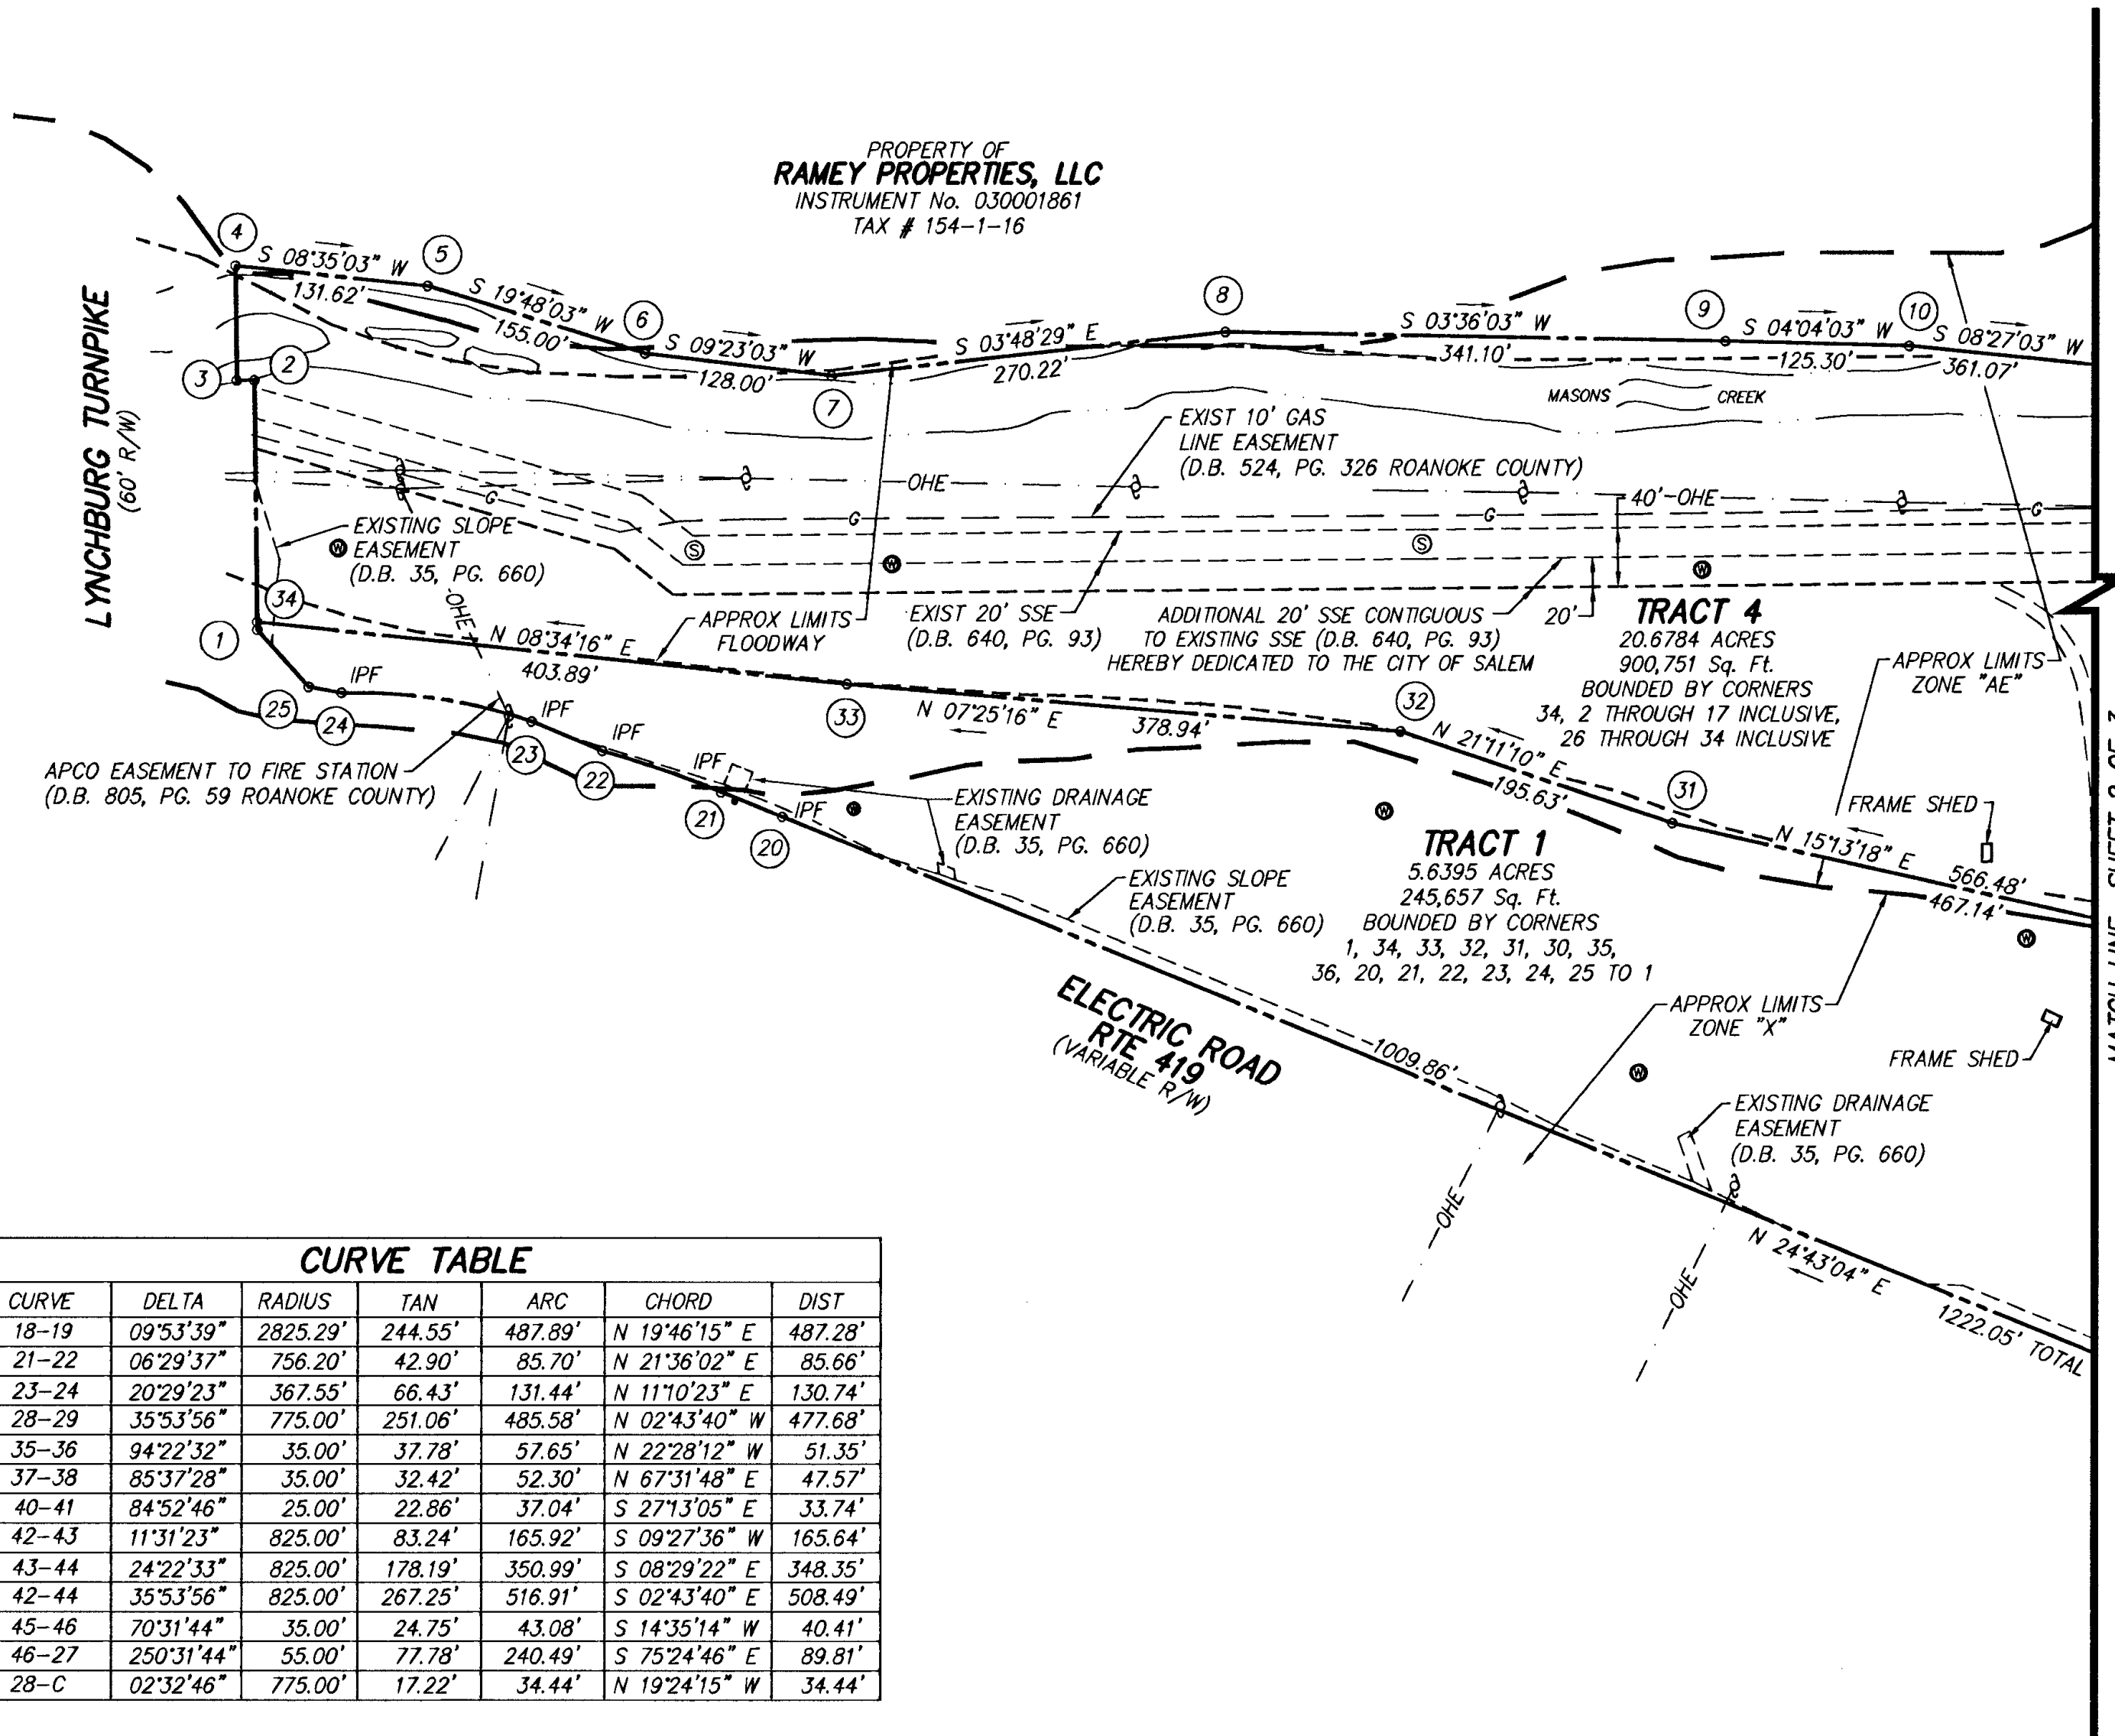 PROPERTY OF
RAMEY PROPERTIES, LLC
INSTRUMENT No. 030001861
TAX # 154-1-16
4
S 08°35'03" W
131.62'
5
S 19°48'03" W
155.00'
6
S 09°23'03" W
128.00'
7
S 03°48'29" E
270.22'
8
S 03°36'03" W
341.10'
9
S 04°04'03" W
125.30'
10
S 08°27'03" W
361.07'
3
2
LYNCHBURG TURNPIKE
(60' R/W)
MASONS CREEK
EXIST 10' GAS
LINE EASEMENT
(D.B. 524, PG. 326 ROANOKE COUNTY)
OHE
40'-OHE
G
G
G
G
EXISTING SLOPE
EASEMENT
(D.B. 35, PG. 660)
W
S
W
S
W
OHE
34
1
N 08°34'16" E
403.89'
APPROX LIMITS
FLOODWAY
EXIST 20' SSE
(D.B. 640, PG. 93)
ADDITIONAL 20' SSE CONTIGUOUS
TO EXISTING SSE (D.B. 640, PG. 93)
HEREBY DEDICATED TO THE CITY OF SALEM
20'
TRACT 4
20.6784 ACRES
900,751 Sq. Ft.
BOUNDED BY CORNERS
34, 2 THROUGH 17 INCLUSIVE,
26 THROUGH 34 INCLUSIVE
APPROX LIMITS
ZONE "AE"
25
24
IPF
IPF
23
IPF
22
IPF
21
IPF
20
33
N 07°25'16" E
378.94'
32
N 21°11'10" E
195.63'
31
N 15°13'18" E
566.48'
467.14'
FRAME SHED
APCO EASEMENT TO FIRE STATION
(D.B. 805, PG. 59 ROANOKE COUNTY)
EXISTING DRAINAGE
EASEMENT
(D.B. 35, PG. 660)
W
W
W
EXISTING SLOPE
EASEMENT
(D.B. 35, PG. 660)
TRACT 1
5.6395 ACRES
245,657 Sq. Ft.
BOUNDED BY CORNERS
1, 34, 33, 32, 31, 30, 35,
36, 20, 21, 22, 23, 24, 25 TO 1
ELECTRIC ROAD
RTE 419
(VARIABLE R/W)
1009.86'
APPROX LIMITS
ZONE "X"
W
FRAME SHED
EXISTING DRAINAGE
EASEMENT
(D.B. 35, PG. 660)
OHE
OHE
N 24°43'04" E
1222.05' TOTAL
CURVE TABLE
CURVE DELTA RADIUS TAN ARC CHORD DIST
18-19 09°53'39" 2825.29' 244.55' 487.89' N 19°46'15" E 487.28'
21-22 06°29'37" 756.20' 42.90' 85.70' N 21°36'02" E 85.66'
23-24 20°29'23" 367.55' 66.43' 131.44' N 11°10'23" E 130.74'
28-29 35°53'56" 775.00' 251.06' 485.58' N 02°43'40" W 477.68'
35-36 94°22'32" 35.00' 37.78' 57.65' N 22°28'12" W 51.35'
37-38 85°37'28" 35.00' 32.42' 52.30' N 67°31'48" E 47.57'
40-41 84°52'46" 25.00' 22.86' 37.04' S 27°13'05" E 33.74'
42-43 11°31'23" 825.00' 83.24' 165.92' S 09°27'36" W 165.64'
43-44 24°22'33" 825.00' 178.19' 350.99' S 08°29'22" E 348.35'
42-44 35°53'56" 825.00' 267.25' 516.91' S 02°43'40" E 508.49'
45-46 70°31'44" 35.00' 24.75' 43.08' S 14°35'14" W 40.41'
46-27 250°31'44" 55.00' 77.78' 240.49' S 75°24'46" E 89.81'
28-C 02°32'46" 775.00' 17.22' 34.44' N 19°24'15" W 34.44'